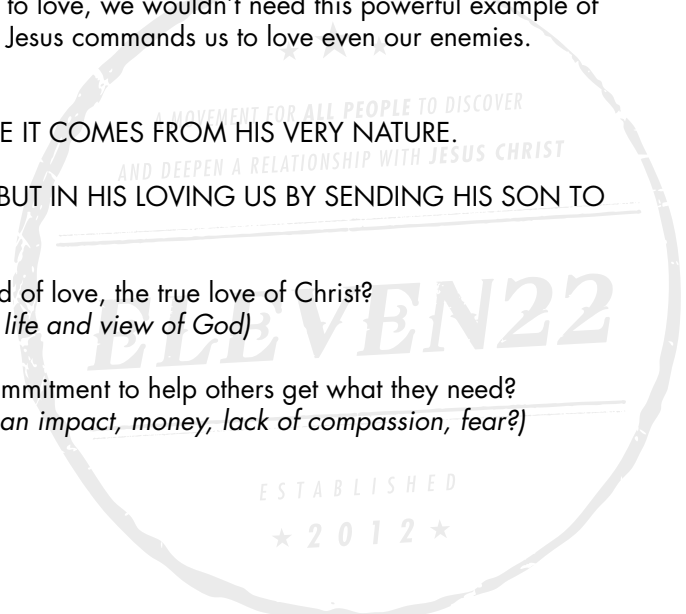 to love, we wouldn't need this powerful example of
Jesus commands us to love even our enemies.
A MOVEMENT FOR ALL PEOPLE TO DISCOVER
E IT COMES FROM HIS VERY NATURE.
AND DEEPEN A RELATIONSHIP WITH JESUS CHRIST
BUT IN HIS LOVING US BY SENDING HIS SON TO
d of love, the true love of Christ?
life and view of God)
ELEVEN22
mmitment to help others get what they need?
an impact, money, lack of compassion, fear?)
ESTABLISHED
★ 2012 ★